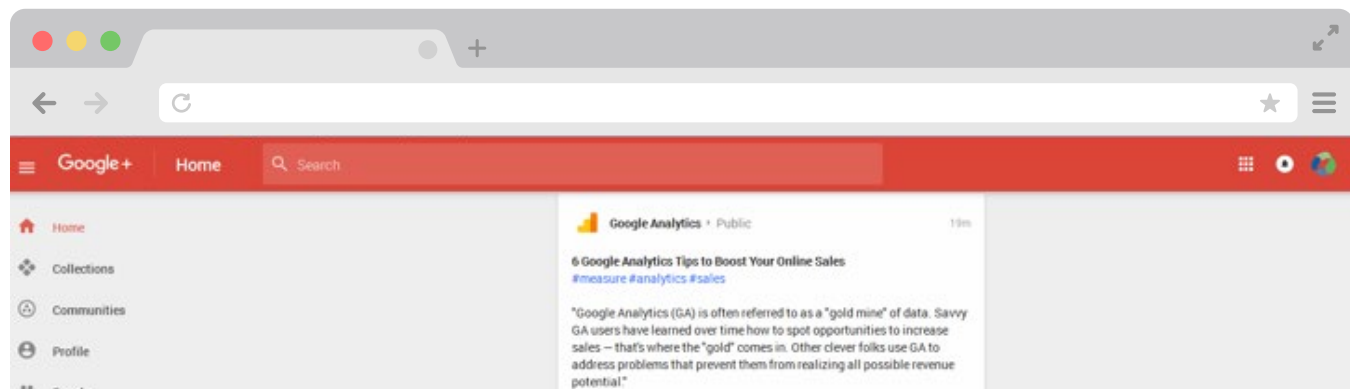 Google+
Home
Search
Home
Collections
Communities
Profile
Google Analytics Public
19m
6 Google Analytics Tips to Boost Your Online Sales
#measure #analytics #sales
"Google Analytics (GA) is often referred to as a "gold mine" of data. Savvy
GA users have learned over time how to spot opportunities to increase
sales — that's where the "gold" comes in. Other clever folks use GA to
address problems that prevent them from realizing all possible revenue
potential."